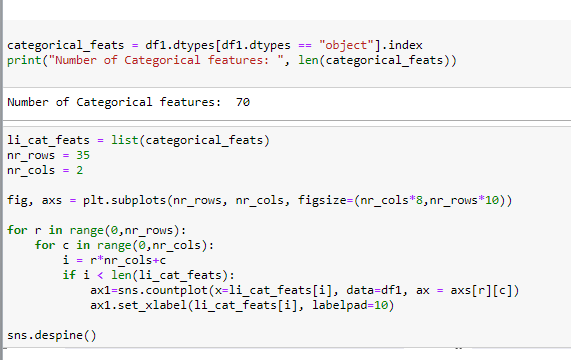 categorical_feats = df1.dtypes[df1.dtypes == "object"].index
print("Number of Categorical features: ", len(categorical_feats))
Number of Categorical features:  70
li_cat_feats = list(categorical_feats)
nr_rows = 35
nr_cols = 2
fig, axs = plt.subplots(nr_rows, nr_cols, figsize=(nr_cols*8,nr_rows*10))
for r in range(0,nr_rows):
    for c in range(0,nr_cols):
        i = r*nr_cols+c
        if i < len(li_cat_feats):
            ax1=sns.countplot(x=li_cat_feats[i], data=df1, ax = axs[r][c])
            ax1.set_xlabel(li_cat_feats[i], labelpad=10)
sns.despine()